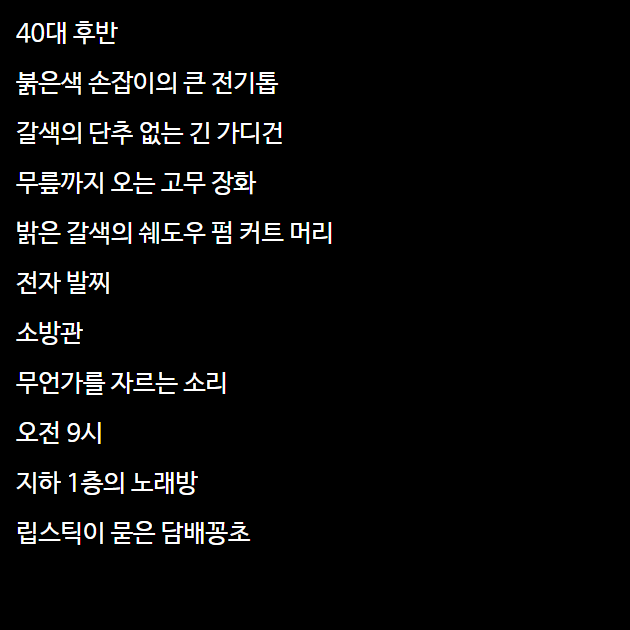 40대 후반
붉은색 손잡이의 큰 전기톱
갈색의 단추 없는 긴 가디건
무릎까지 오는 고무 장화
밝은 갈색의 쉐도우 펌 커트 머리
전자 발찌
소방관
무언가를 자르는 소리
오전 9시
지하 1층의 노래방
립스틱이 묻은 담배꽁초